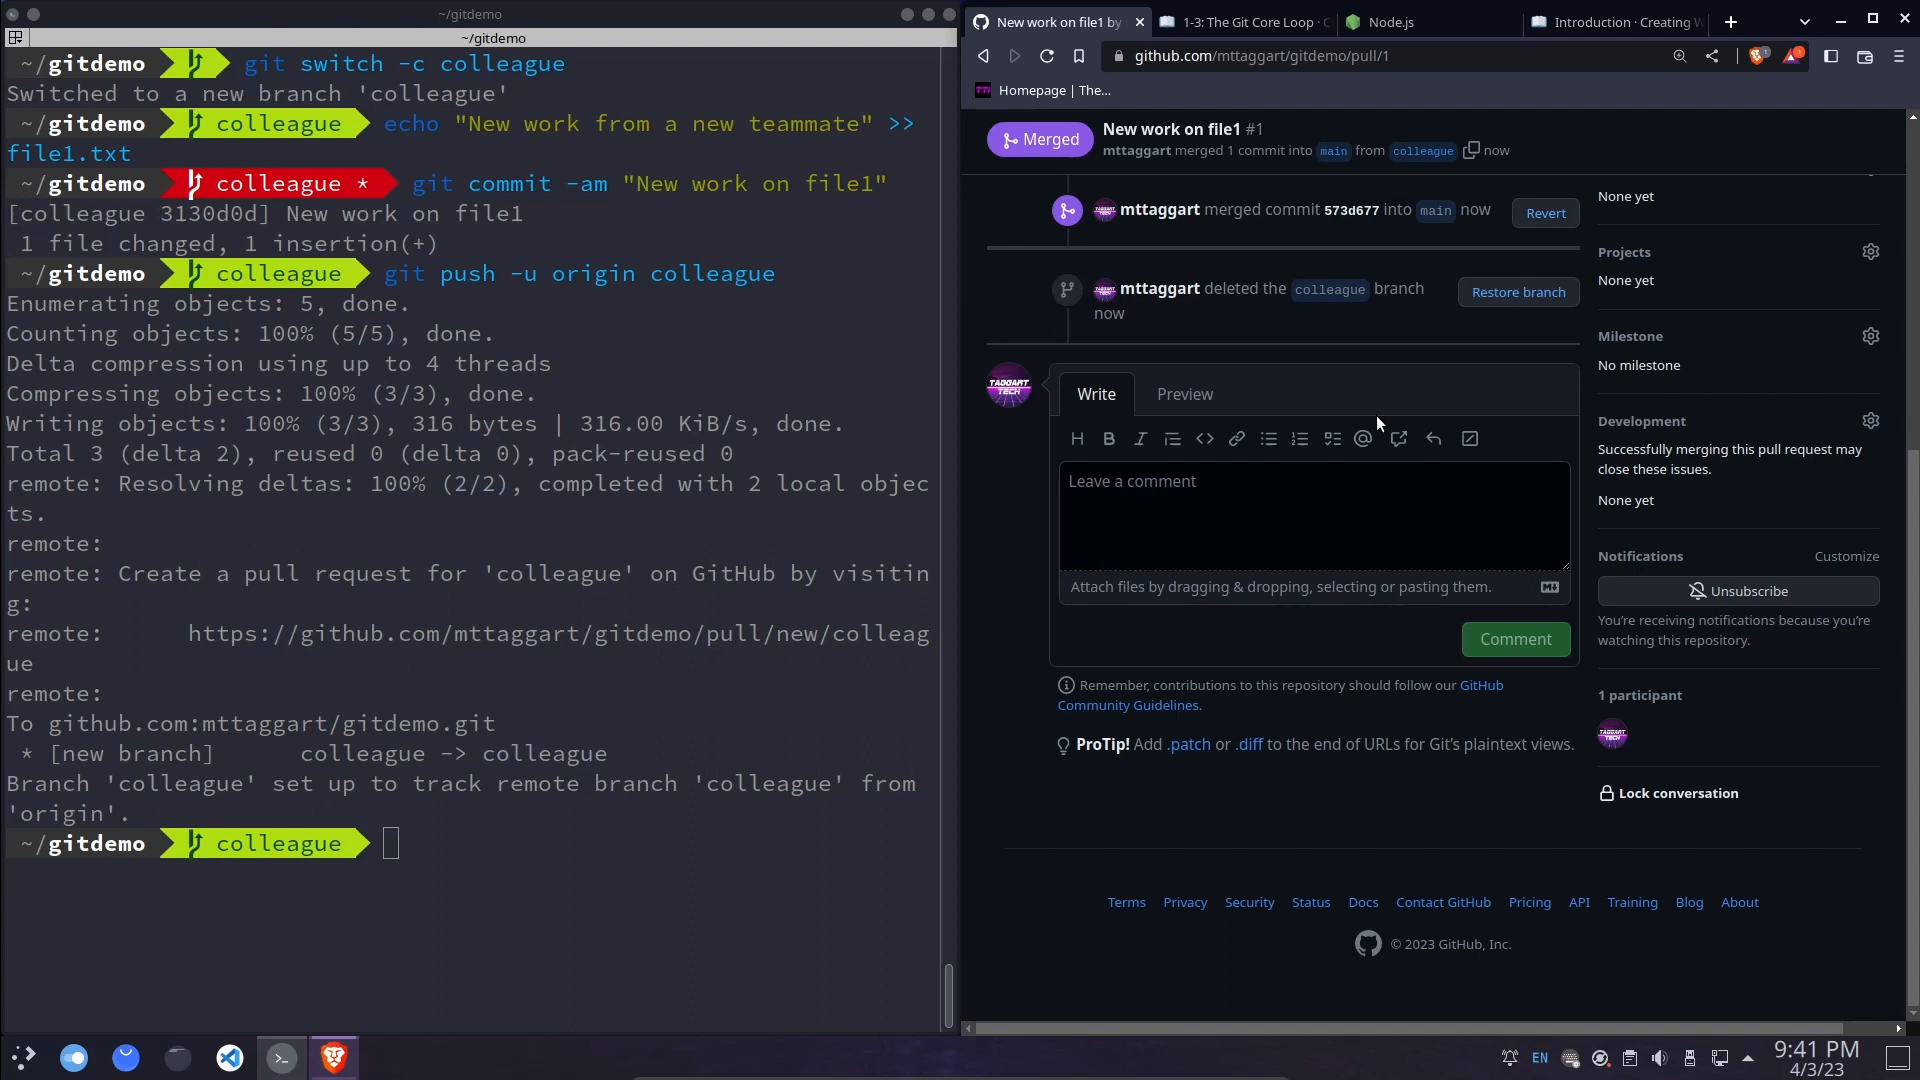 ~/gitdemo
~/gitdemo
~/gitdemo git switch -c colleague
Switched to a new branch 'colleague'
~/gitdemo colleague echo "New work from a new teammate" >>
file1.txt
~/gitdemo colleague * git commit -am "New work on file1"
[colleague 3130d0d] New work on file1
1 file changed, 1 insertion(+)
~/gitdemo colleague git push -u origin colleague
Enumerating objects: 5, done.
Counting objects: 100% (5/5), done.
Delta compression using up to 4 threads
Compressing objects: 100% (3/3), done.
Writing objects: 100% (3/3), 316 bytes | 316.00 KiB/s, done.
Total 3 (delta 2), reused 0 (delta 0), pack-reused 0
remote: Resolving deltas: 100% (2/2), completed with 2 local objec
ts.
remote:
remote: Create a pull request for 'colleague' on GitHub by visitin
g:
remote: https://github.com/mttaggart/gitdemo/pull/new/colleag
ue
remote:
To github.com:mttaggart/gitdemo.git
* [new branch] colleague -> colleague
Branch 'colleague' set up to track remote branch 'colleague' from
'origin'.
~/gitdemo colleague
New work on file1 by
1-3: The Git Core Loop · C
Node.js
Introduction · Creating W
github.com/mttaggart/gitdemo/pull/1
Homepage | The...
Merged
New work on file1 #1
mttaggart merged 1 commit into main from colleague now
mttaggart merged commit 573d677 into main now
Revert
mttaggart deleted the colleague branch
now
Restore branch
TAGGART
TECH
Write
Preview
Leave a comment
Attach files by dragging & dropping, selecting or pasting them.
Comment
Remember, contributions to this repository should follow our GitHub
Community Guidelines.
ProTip! Add .patch or .diff to the end of URLs for Git's plaintext views.
None yet
Projects
None yet
Milestone
No milestone
Development
Successfully merging this pull request may
close these issues.
None yet
Notifications
Customize
Unsubscribe
You're receiving notifications because you're
watching this repository.
1 participant
Lock conversation
Terms Privacy Security Status Docs Contact GitHub Pricing API Training Blog About
© 2023 GitHub, Inc.
EN
9:41 PM
4/3/23